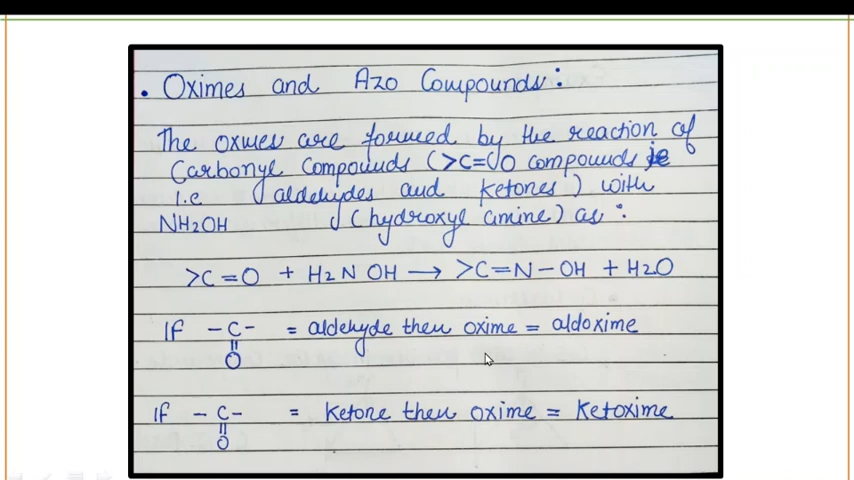 • Oximes and Azo Compounds:
The oximes are formed by the reaction of
Carbonyl Compounds (>C=O compounds
i.e aldehydes and ketones) with
NH2OH (hydroxyl amine) as:
>C=O + H2N OH → >C=N-OH + H2O
If -C- = aldehyde then oxime = aldoxime
||
O
If -C- = Ketone then oxime = Ketoxime
||
O